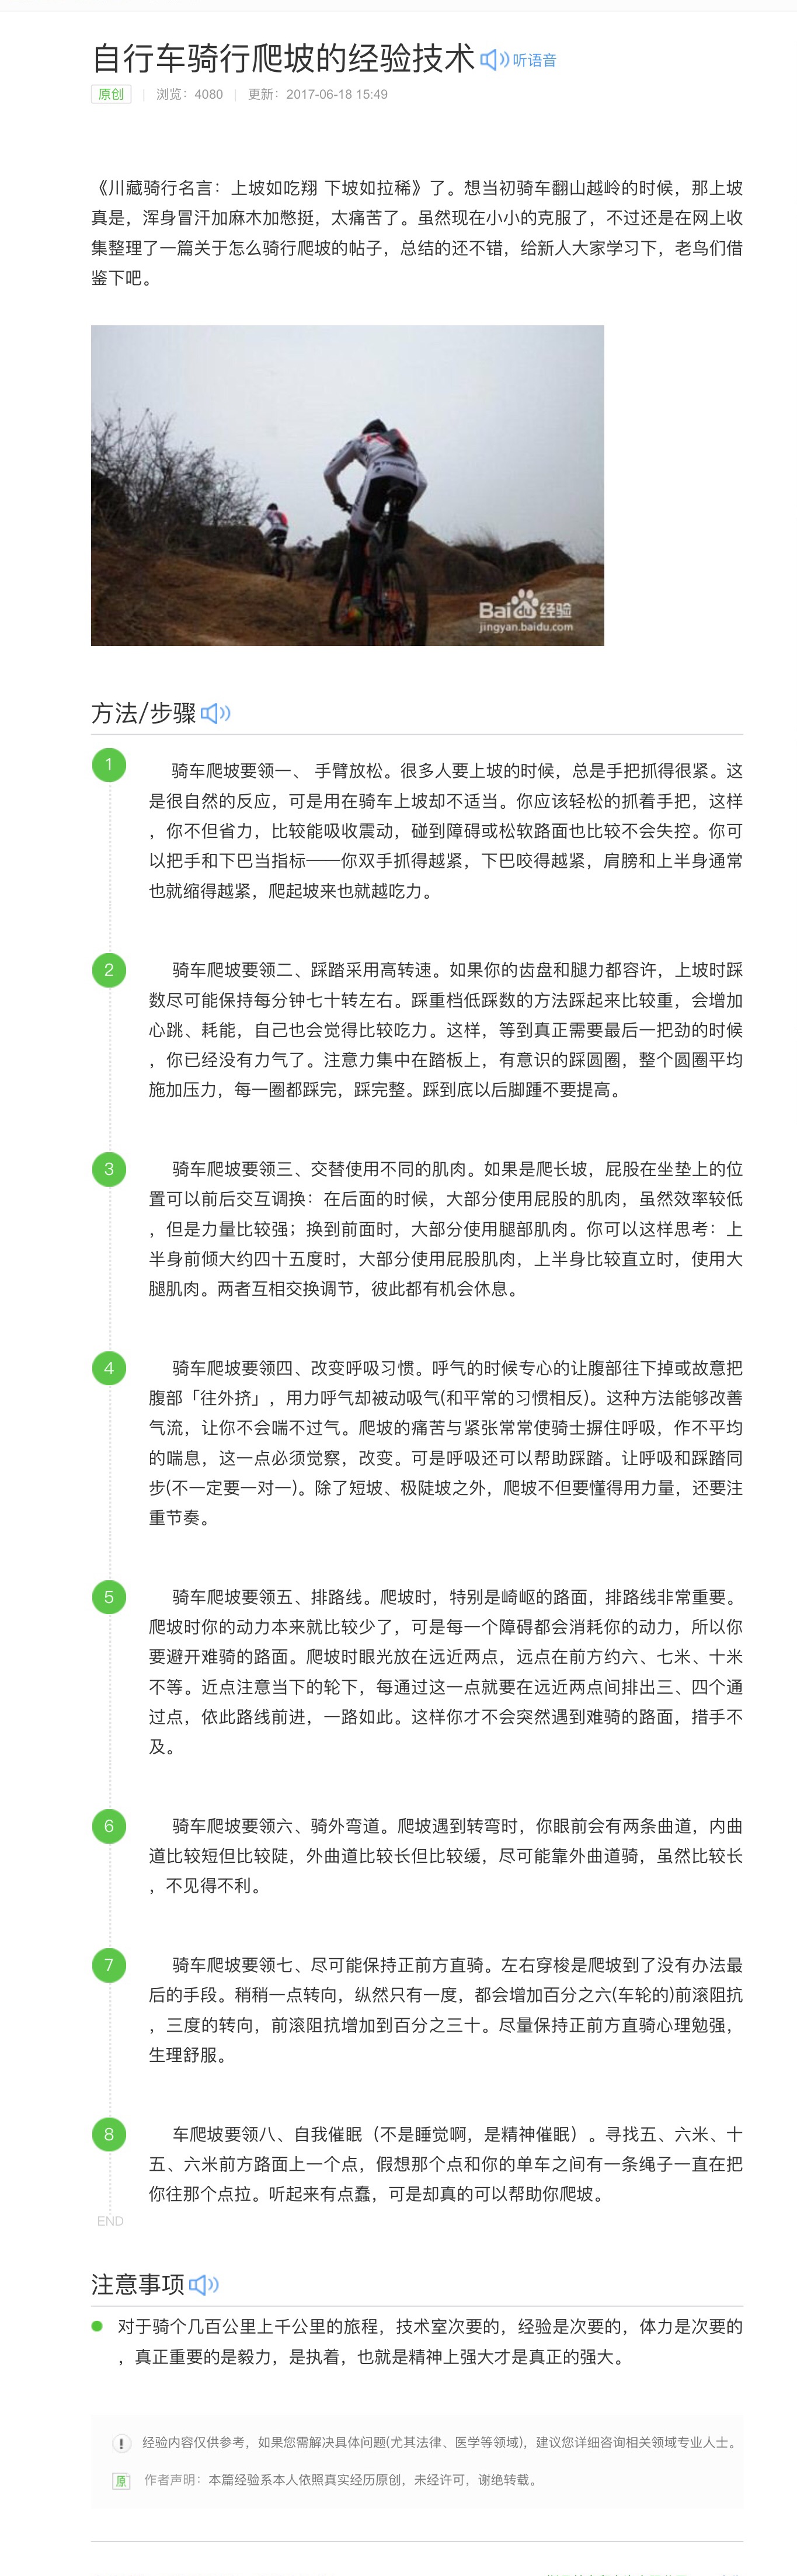 自行车骑行爬坡的经验技术 听语音
原创 | 浏览：4080 | 更新：2017-06-18 15:49
《川藏骑行名言：上坡如吃翔 下坡如拉稀》了。想当初骑车翻山越岭的时候，那上坡
真是，浑身冒汗加麻木加憋挺，太痛苦了。虽然现在小小的克服了，不过还是在网上收
集整理了一篇关于怎么骑行爬坡的帖子，总结的还不错，给新人大家学习下，老鸟们借
鉴下吧。
Bai du 经验
jingyan.baidu.com
方法/步骤
1
骑车爬坡要领一、 手臂放松。很多人要上坡的时候，总是手把抓得很紧。这
是很自然的反应，可是用在骑车上坡却不适当。你应该轻松的抓着手把，这样
，你不但省力，比较能吸收震动，碰到障碍或松软路面也比较不会失控。你可
以把手和下巴当指标——你双手抓得越紧，下巴咬得越紧，肩膀和上半身通常
也就缩得越紧，爬起坡来也就越吃力。
2
骑车爬坡要领二、踩踏采用高转速。如果你的齿盘和腿力都容许，上坡时踩
数尽可能保持每分钟七十转左右。踩重档低踩数的方法踩起来比较重，会增加
心跳、耗能，自己也会觉得比较吃力。这样，等到真正需要最后一把劲的时候
，你已经没有力气了。注意力集中在踏板上，有意识的踩圆圈，整个圆圈平均
施加压力，每一圈都踩完，踩完整。踩到底以后脚踵不要提高。
3
骑车爬坡要领三、交替使用不同的肌肉。如果是爬长坡，屁股在坐垫上的位
置可以前后交互调换：在后面的时候，大部分使用屁股的肌肉，虽然效率较低
，但是力量比较强；换到前面时，大部分使用腿部肌肉。你可以这样思考：上
半身前倾大约四十五度时，大部分使用屁股肌肉，上半身比较直立时，使用大
腿肌肉。两者互相交换调节，彼此都有机会休息。
4
骑车爬坡要领四、改变呼吸习惯。呼气的时候专心的让腹部往下掉或故意把
腹部「往外挤」，用力呼气却被动吸气(和平常的习惯相反)。这种方法能够改善
气流，让你不会喘不过气。爬坡的痛苦与紧张常常使骑士摒住呼吸，作不平均
的喘息，这一点必须觉察，改变。可是呼吸还可以帮助踩踏。让呼吸和踩踏同
步(不一定要一对一)。除了短坡、极陡坡之外，爬坡不但要懂得用力量，还要注
重节奏。
5
骑车爬坡要领五、排路线。爬坡时，特别是崎岖的路面，排路线非常重要。
爬坡时你的动力本来就比较少了，可是每一个障碍都会消耗你的动力，所以你
要避开难骑的路面。爬坡时眼光放在远近两点，远点在前方约六、七米、十米
不等。近点注意当下的轮下，每通过这一点就要在远近两点间排出三、四个通
过点，依此路线前进，一路如此。这样你才不会突然遇到难骑的路面，措手不
及。
6
骑车爬坡要领六、骑外弯道。爬坡遇到转弯时，你眼前会有两条曲道，内曲
道比较短但比较陡，外曲道比较长但比较缓，尽可能靠外曲道骑，虽然比较长
，不见得不利。
7
骑车爬坡要领七、尽可能保持正前方直骑。左右穿梭是爬坡到了没有办法最
后的手段。稍稍一点转向，纵然只有一度，都会增加百分之六(车轮的)前滚阻抗
，三度的转向，前滚阻抗增加到百分之三十。尽量保持正前方直骑心理勉强，
生理舒服。
8
车爬坡要领八、自我催眠（不是睡觉啊，是精神催眠）。寻找五、六米、十
五、六米前方路面上一个点，假想那个点和你的单车之间有一条绳子一直在把
你往那个点拉。听起来有点蠢，可是却真的可以帮助你爬坡。
END
注意事项
对于骑个几百公里上千公里的旅程，技术室次要的，经验是次要的，体力是次要的
，真正重要的是毅力，是执着，也就是精神上强大才是真正的强大。
经验内容仅供参考，如果您需解决具体问题(尤其法律、医学等领域)，建议您详细咨询相关领域专业人士。
原 作者声明：本篇经验系本人依照真实经历原创，未经许可，谢绝转载。